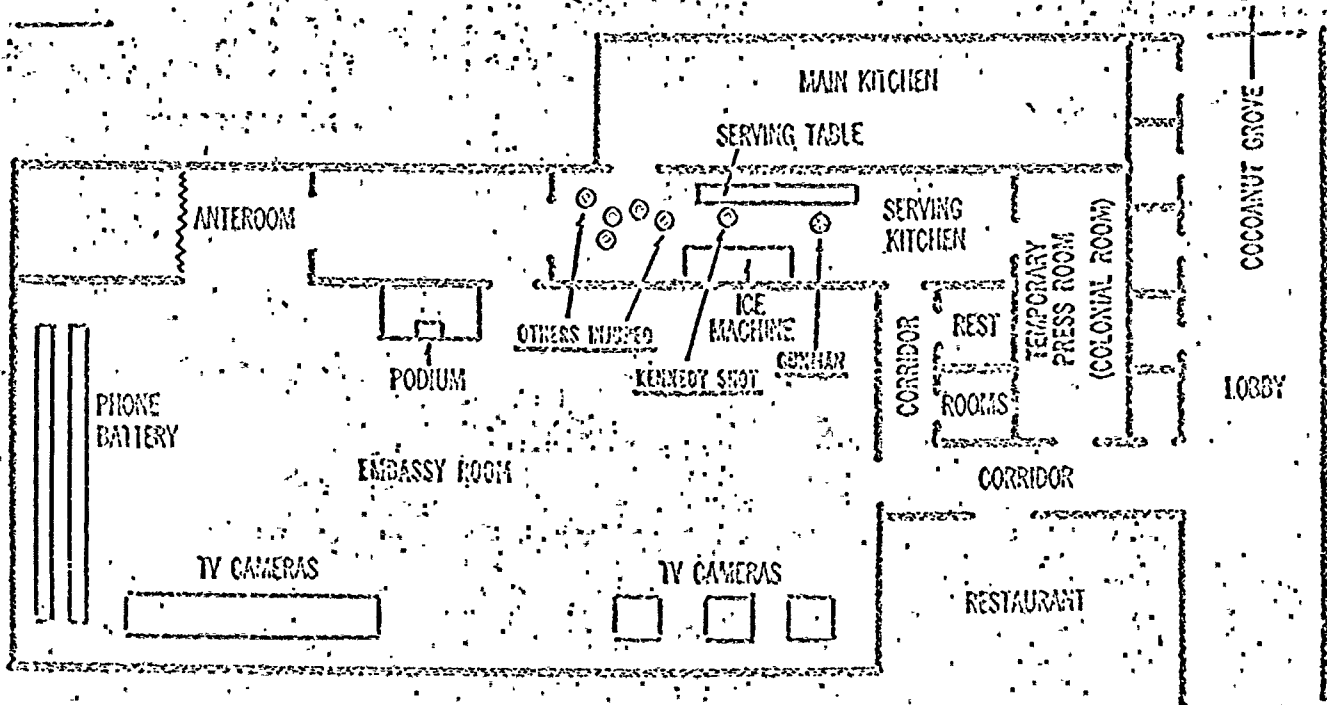 MAIN KITCHEN
SERVING TABLE
COCOANUT GROVE
ANTEROOM
SERVING
KITCHEN
TEMPORARY
PRESS ROOM
(COLONIAL ROOM)
ICE
MACHINE
OTHERS INJURED
KENNEDY SHOT
GUNMAN
CORRIDOR
REST
ROOMS
PODIUM
PHONE
BATTERY
LOBBY
EMBASSY ROOM
CORRIDOR
TV CAMERAS
TV CAMERAS
RESTAURANT